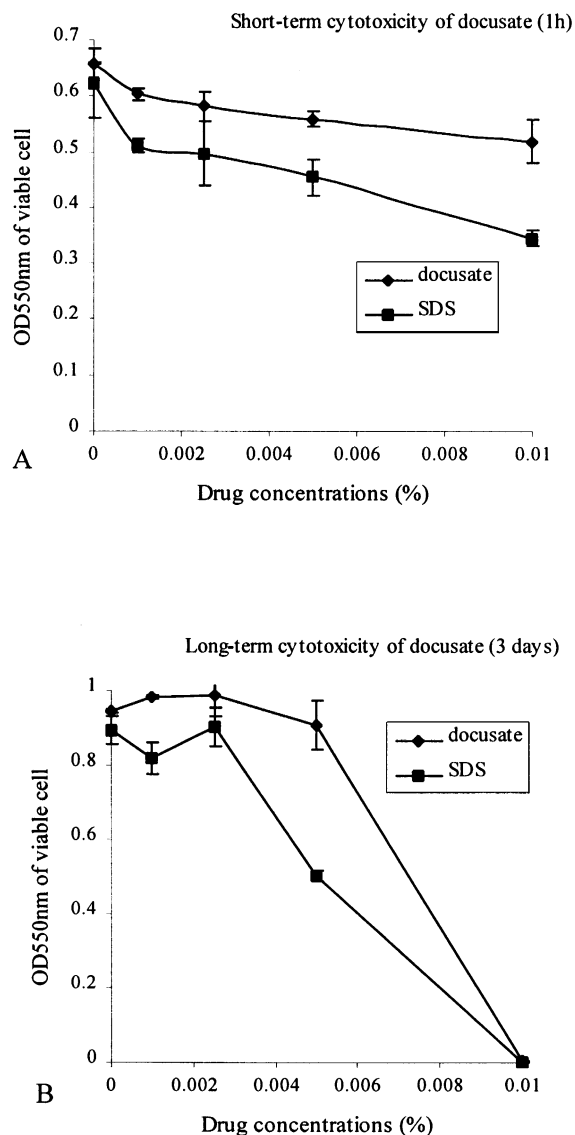 Short-term cytotoxicity of docusate (1h)
0.7
0.6
0.5
0.4
0.3
0.2
0.1
0
OD550nm of viable cell
docusate
SDS
0 0.002 0.004 0.006 0.008 0.01
A
Drug concentrations (%)
Long-term cytotoxicity of docusate (3 days)
1
0.8
0.6
0.4
0.2
0
OD550nm of viable cell
docusate
SDS
0 0.002 0.004 0.006 0.008 0.01
B
Drug concentrations (%)